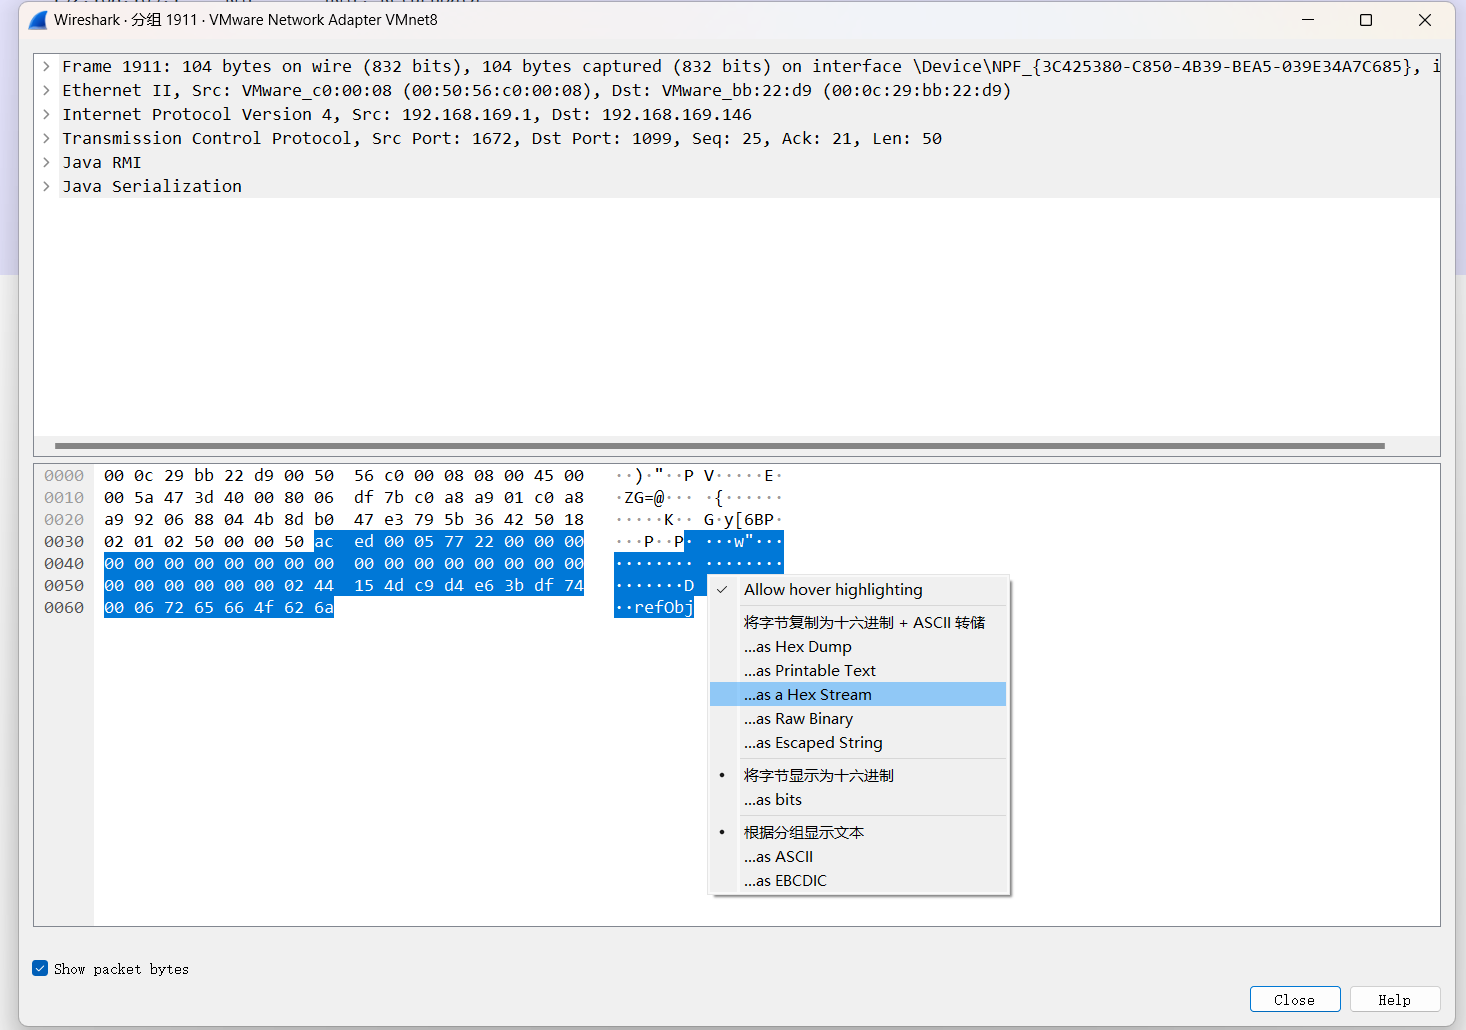 Wireshark · 分组 1911 · VMware Network Adapter VMnet8
Frame 1911: 104 bytes on wire (832 bits), 104 bytes captured (832 bits) on interface \Device\NPF_{3C425380-C850-4B39-BEA5-039E34A7C685}, i
Ethernet II, Src: VMware_c0:00:08 (00:50:56:c0:00:08), Dst: VMware_bb:22:d9 (00:0c:29:bb:22:d9)
Internet Protocol Version 4, Src: 192.168.169.1, Dst: 192.168.169.146
Transmission Control Protocol, Src Port: 1672, Dst Port: 1099, Seq: 25, Ack: 21, Len: 50
Java RMI
Java Serialization
0000 00 0c 29 bb 22 d9 00 50 56 c0 00 08 08 00 45 00 ··)·"··P V·····E·
0010 00 5a 47 3d 40 00 80 06 df 7b c0 a8 a9 01 c0 a8 ·ZG=@··· ·{······
0020 a9 92 06 88 04 4b 8d b0 47 e3 79 5b 36 42 50 18 ·····K·· G·y[6BP·
0030 02 01 02 50 00 00 50 ac ed 00 05 77 22 00 00 00 ···P··P· ···w"···
0040 00 00 00 00 00 00 00 00 00 00 00 00 00 00 00 00 ········ ········
0050 00 00 00 00 00 00 02 44 15 4d c9 d4 e6 3b df 74 ·······D
0060 00 06 72 65 66 4f 62 6a ··refObj
Allow hover highlighting
将字节复制为十六进制 + ASCII 转储
...as Hex Dump
...as Printable Text
...as a Hex Stream
...as Raw Binary
...as Escaped String
将字节显示为十六进制
...as bits
根据分组显示文本
...as ASCII
...as EBCDIC
Show packet bytes
Close
Help